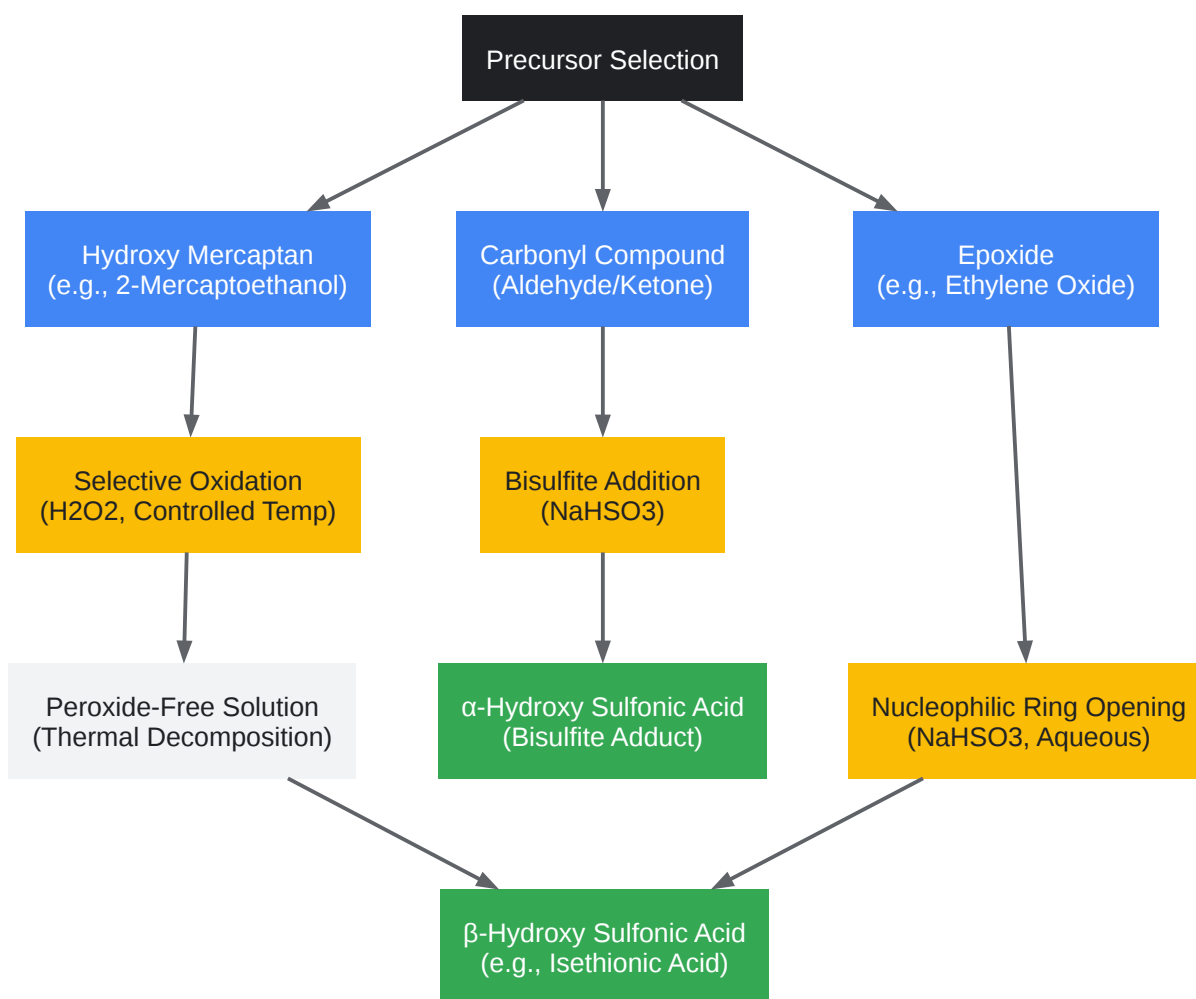 Precursor Selection
Hydroxy Mercaptan
(e.g., 2-Mercaptoethanol)
Carbonyl Compound
(Aldehyde/Ketone)
Epoxide
(e.g., Ethylene Oxide)
Selective Oxidation
(H2O2, Controlled Temp)
Bisulfite Addition
(NaHSO3)
Peroxide-Free Solution
(Thermal Decomposition)
α-Hydroxy Sulfonic Acid
(Bisulfite Adduct)
Nucleophilic Ring Opening
(NaHSO3, Aqueous)
β-Hydroxy Sulfonic Acid
(e.g., Isethionic Acid)